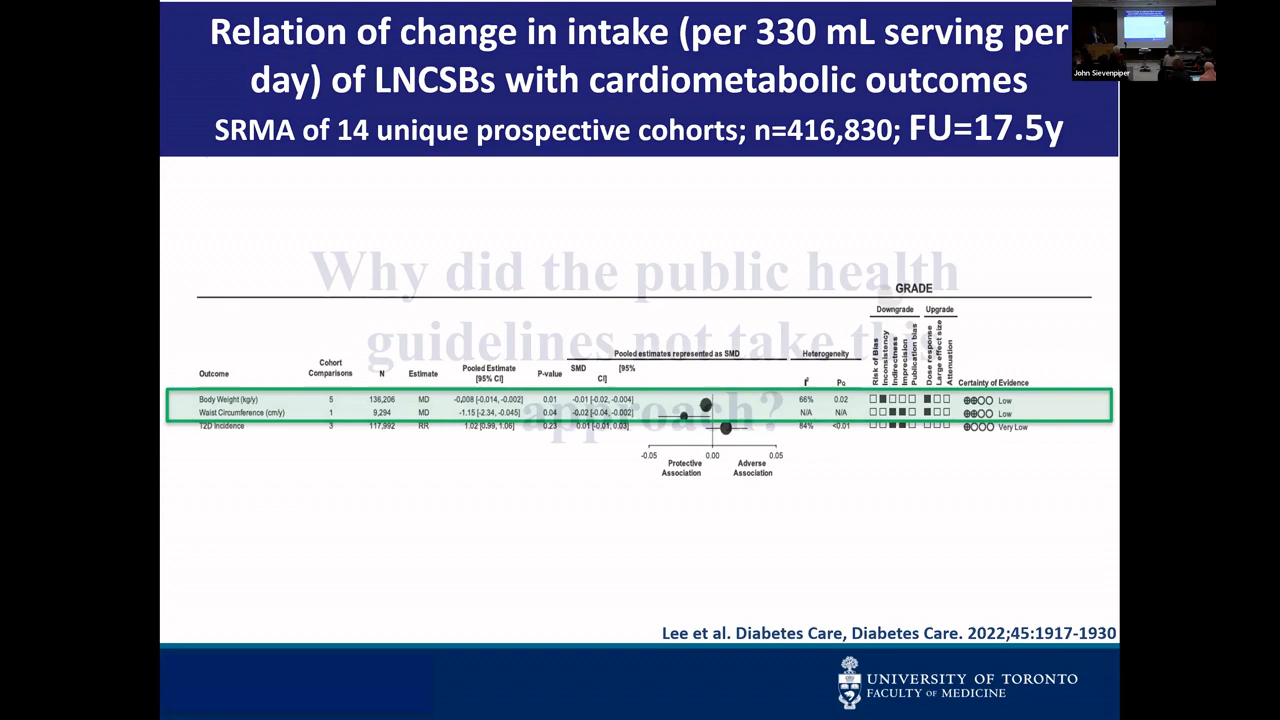 Relation of change in intake (per 330 mL serving per
day) of LNCSBs with cardiometabolic outcomes
SRMA of 14 unique prospective cohorts; n=416,830; FU=17.5y
John Sievenpiper
Why did the public health
guidelines not take this
approach?
GRADE
Downgrade Upgrade
Risk of Bias
Inconsistency
Indirectness
Imprecision
Publication bias
Dose response
Large effect size
Attenuation
Pooled estimates represented as SMD
Heterogeneity
Outcome
Cohort
Comparisons
N
Estimate
Pooled Estimate
[95% CI]
P-value
SMD [95%
CI]
I²
PQ
Certainty of Evidence
Body Weight (kg/y) 5 136,206 MD -0.008 [-0.014, -0.002] 0.01 -0.01 [-0.02, -0.004] 66% 0.02 Low
Waist Circumference (cm/y) 1 9,294 MD -1.15 [-2.34, -0.045] 0.04 -0.02 [-0.04, -0.002] N/A N/A Low
T2D Incidence 3 117,992 RR 1.02 [0.99, 1.06] 0.23 0.01 [-0.01, 0.03] 84% <0.01 Very Low
-0.05 0.00 0.05
Protective
Association
Adverse
Association
Lee et al. Diabetes Care, Diabetes Care. 2022;45:1917-1930
UNIVERSITY OF TORONTO
FACULTY OF MEDICINE